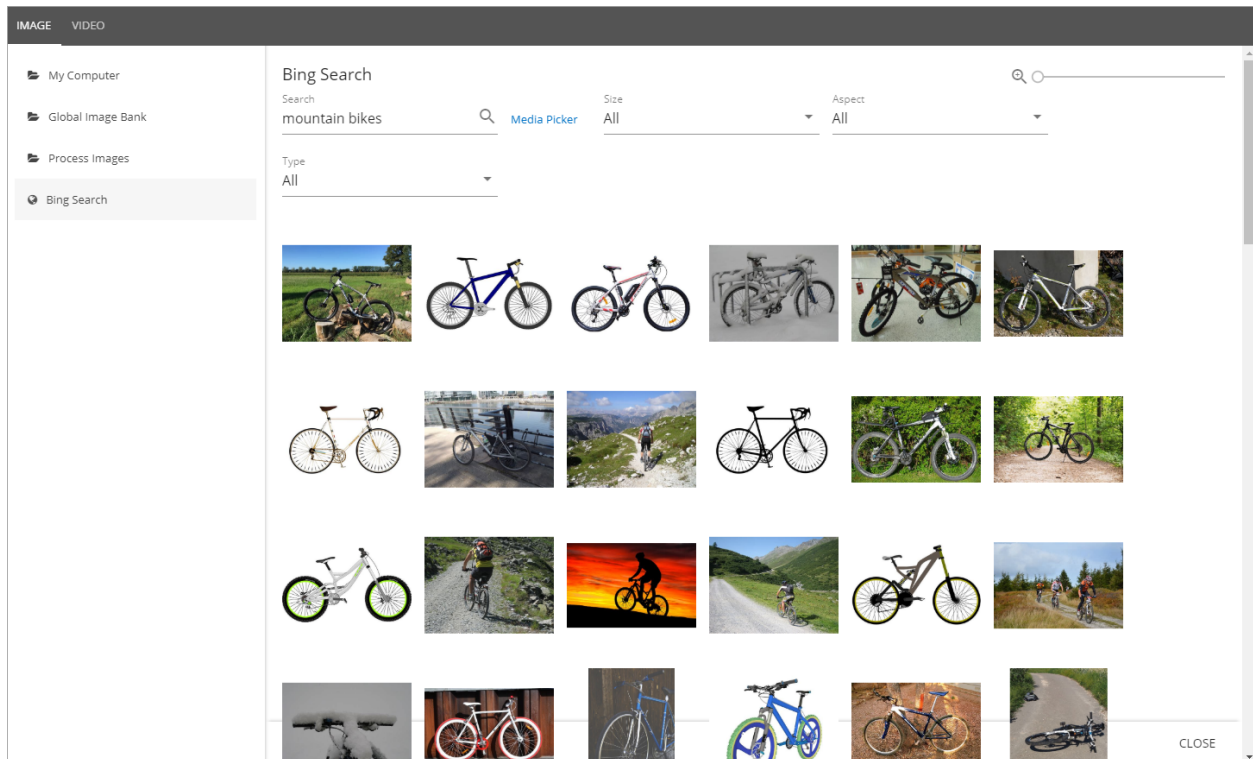 IMAGE VIDEO
My Computer
Global Image Bank
Process Images
Bing Search
Bing Search
Search
mountain bikes
Media Picker
Size
All
Aspect
All
Type
All
CLOSE